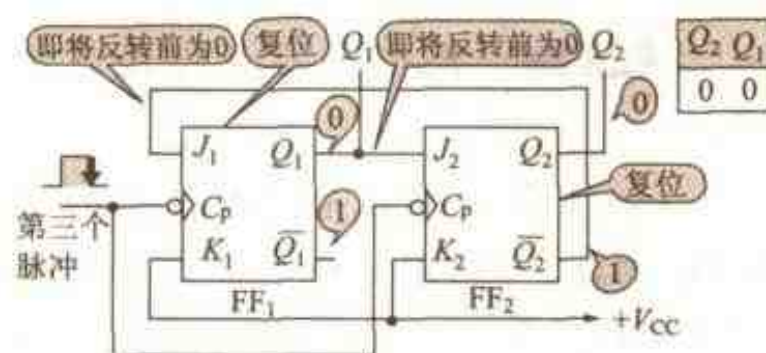 即将反转前为0
复位
Q₁
即将反转前为0
Q₂
Q₂ Q₁
0 0
0
0
J₁
Q₁
J₂
Q₂
复位
第三个
脉冲
Cₚ
1
Cₚ
K₁
Q̅₁
K₂
Q̅₂
1
FF₁
FF₂
+V_CC